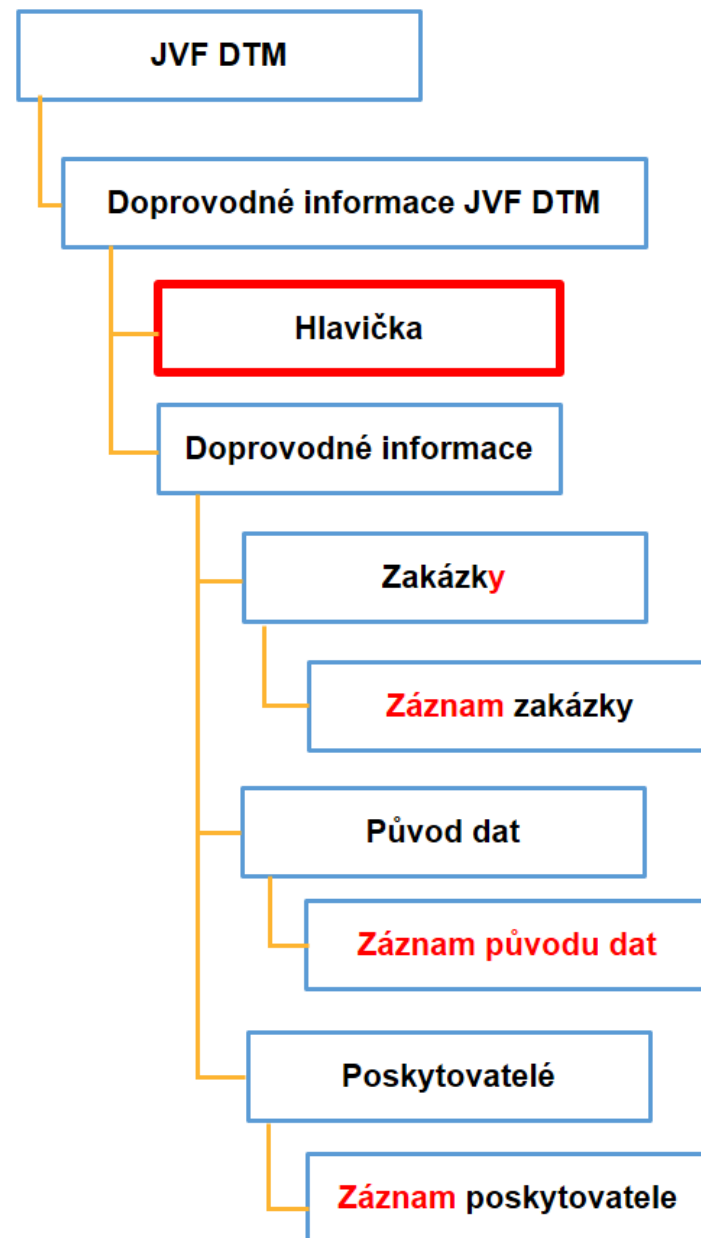 JVF DTM
Doprovodné informace JVF DTM
Hlavička
Doprovodné informace
Zakázky
Záznam zakázky
Původ dat
Záznam původu dat
Poskytovatelé
Záznam poskytovatele